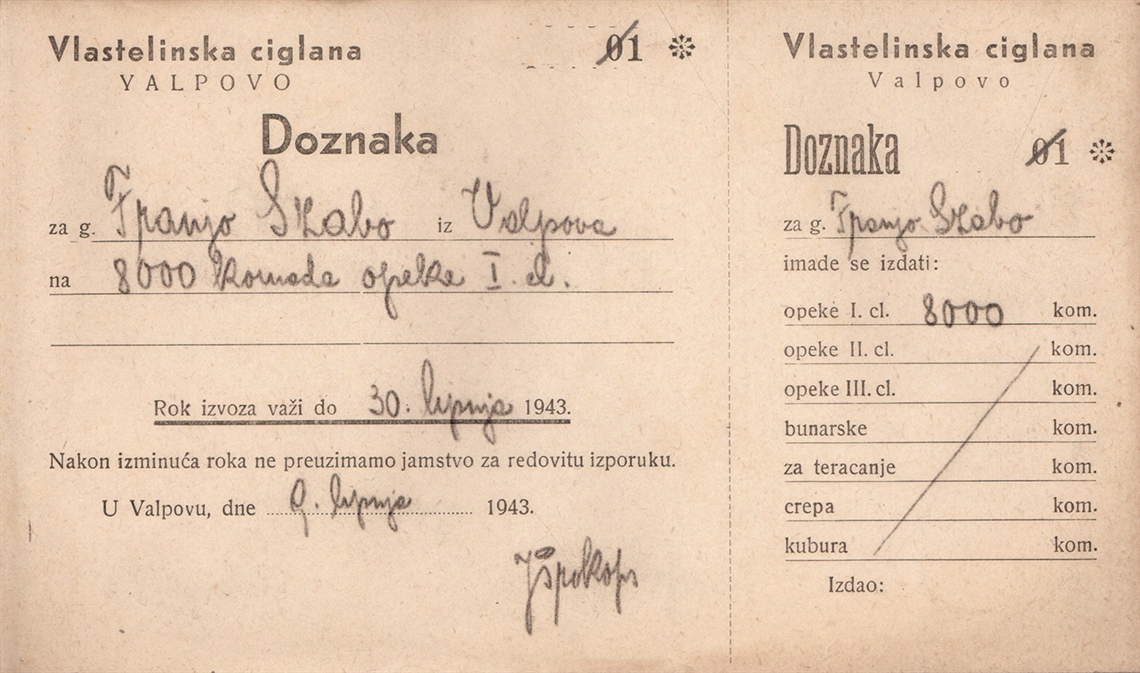 Vlastelinska ciglana
VALPOVO
01
Doznaka
za g. Franjo Szabo iz Valpova
na 8000 komada opeke I. cl.
Rok izvoza važi do 30. lipnja 1943.
Nakon izminuća roka ne preuzimamo jamstvo za redovitu izporuku.
U Valpovu, dne 9. lipnja 1943.
Vlastelinska ciglana
Valpovo
Doznaka 01
za g. Franjo Szabo
imade se izdati:
opeke I. cl. 8000 kom.
opeke II. cl. kom.
opeke III. cl. kom.
bunarske kom.
za teracanje kom.
crepa kom.
kubura kom.
Izdao: